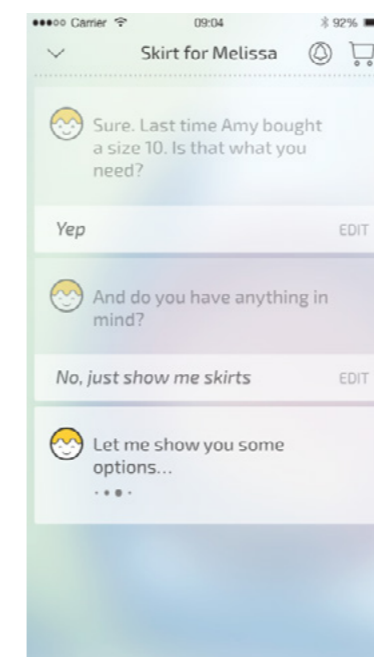 Carrier 09:04 92%
Skirt for Melissa
Sure. Last time Amy bought
a size 10. Is that what you
need?
Yep EDIT
And do you have anything in
mind?
No, just show me skirts EDIT
Let me show you some
options...